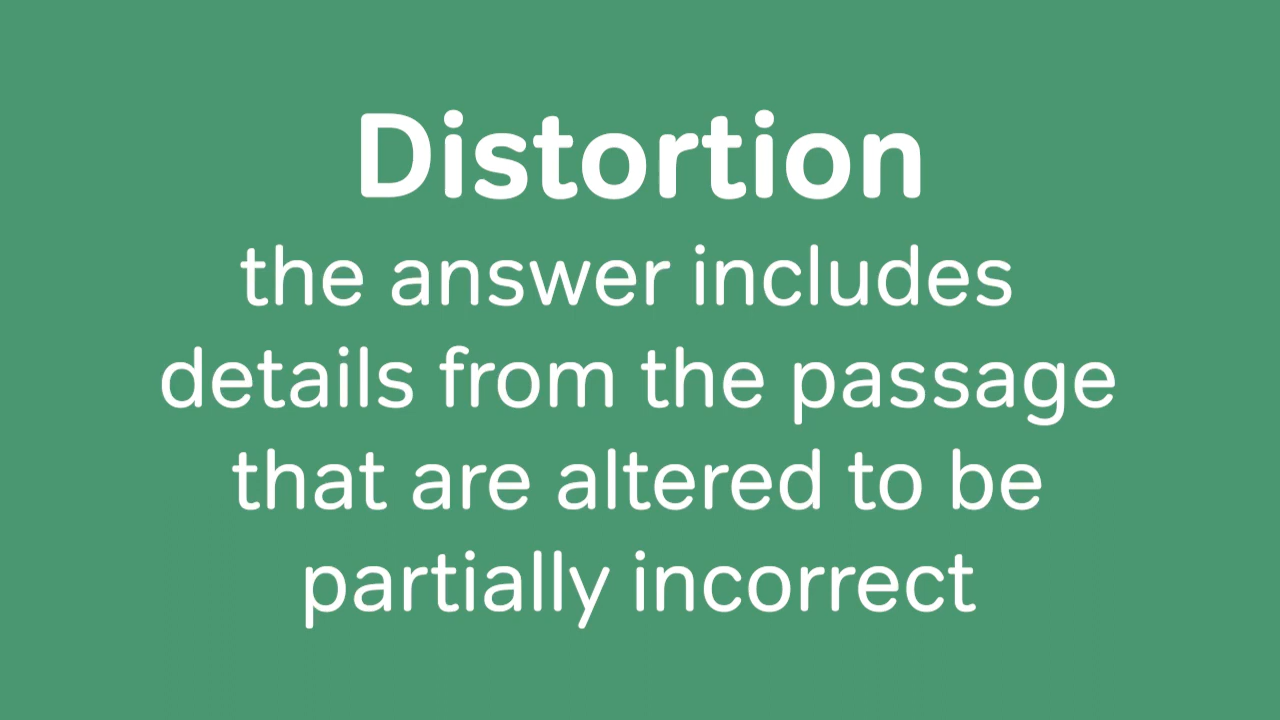 Distortion
the answer includes
details from the passage
that are altered to be
partially incorrect